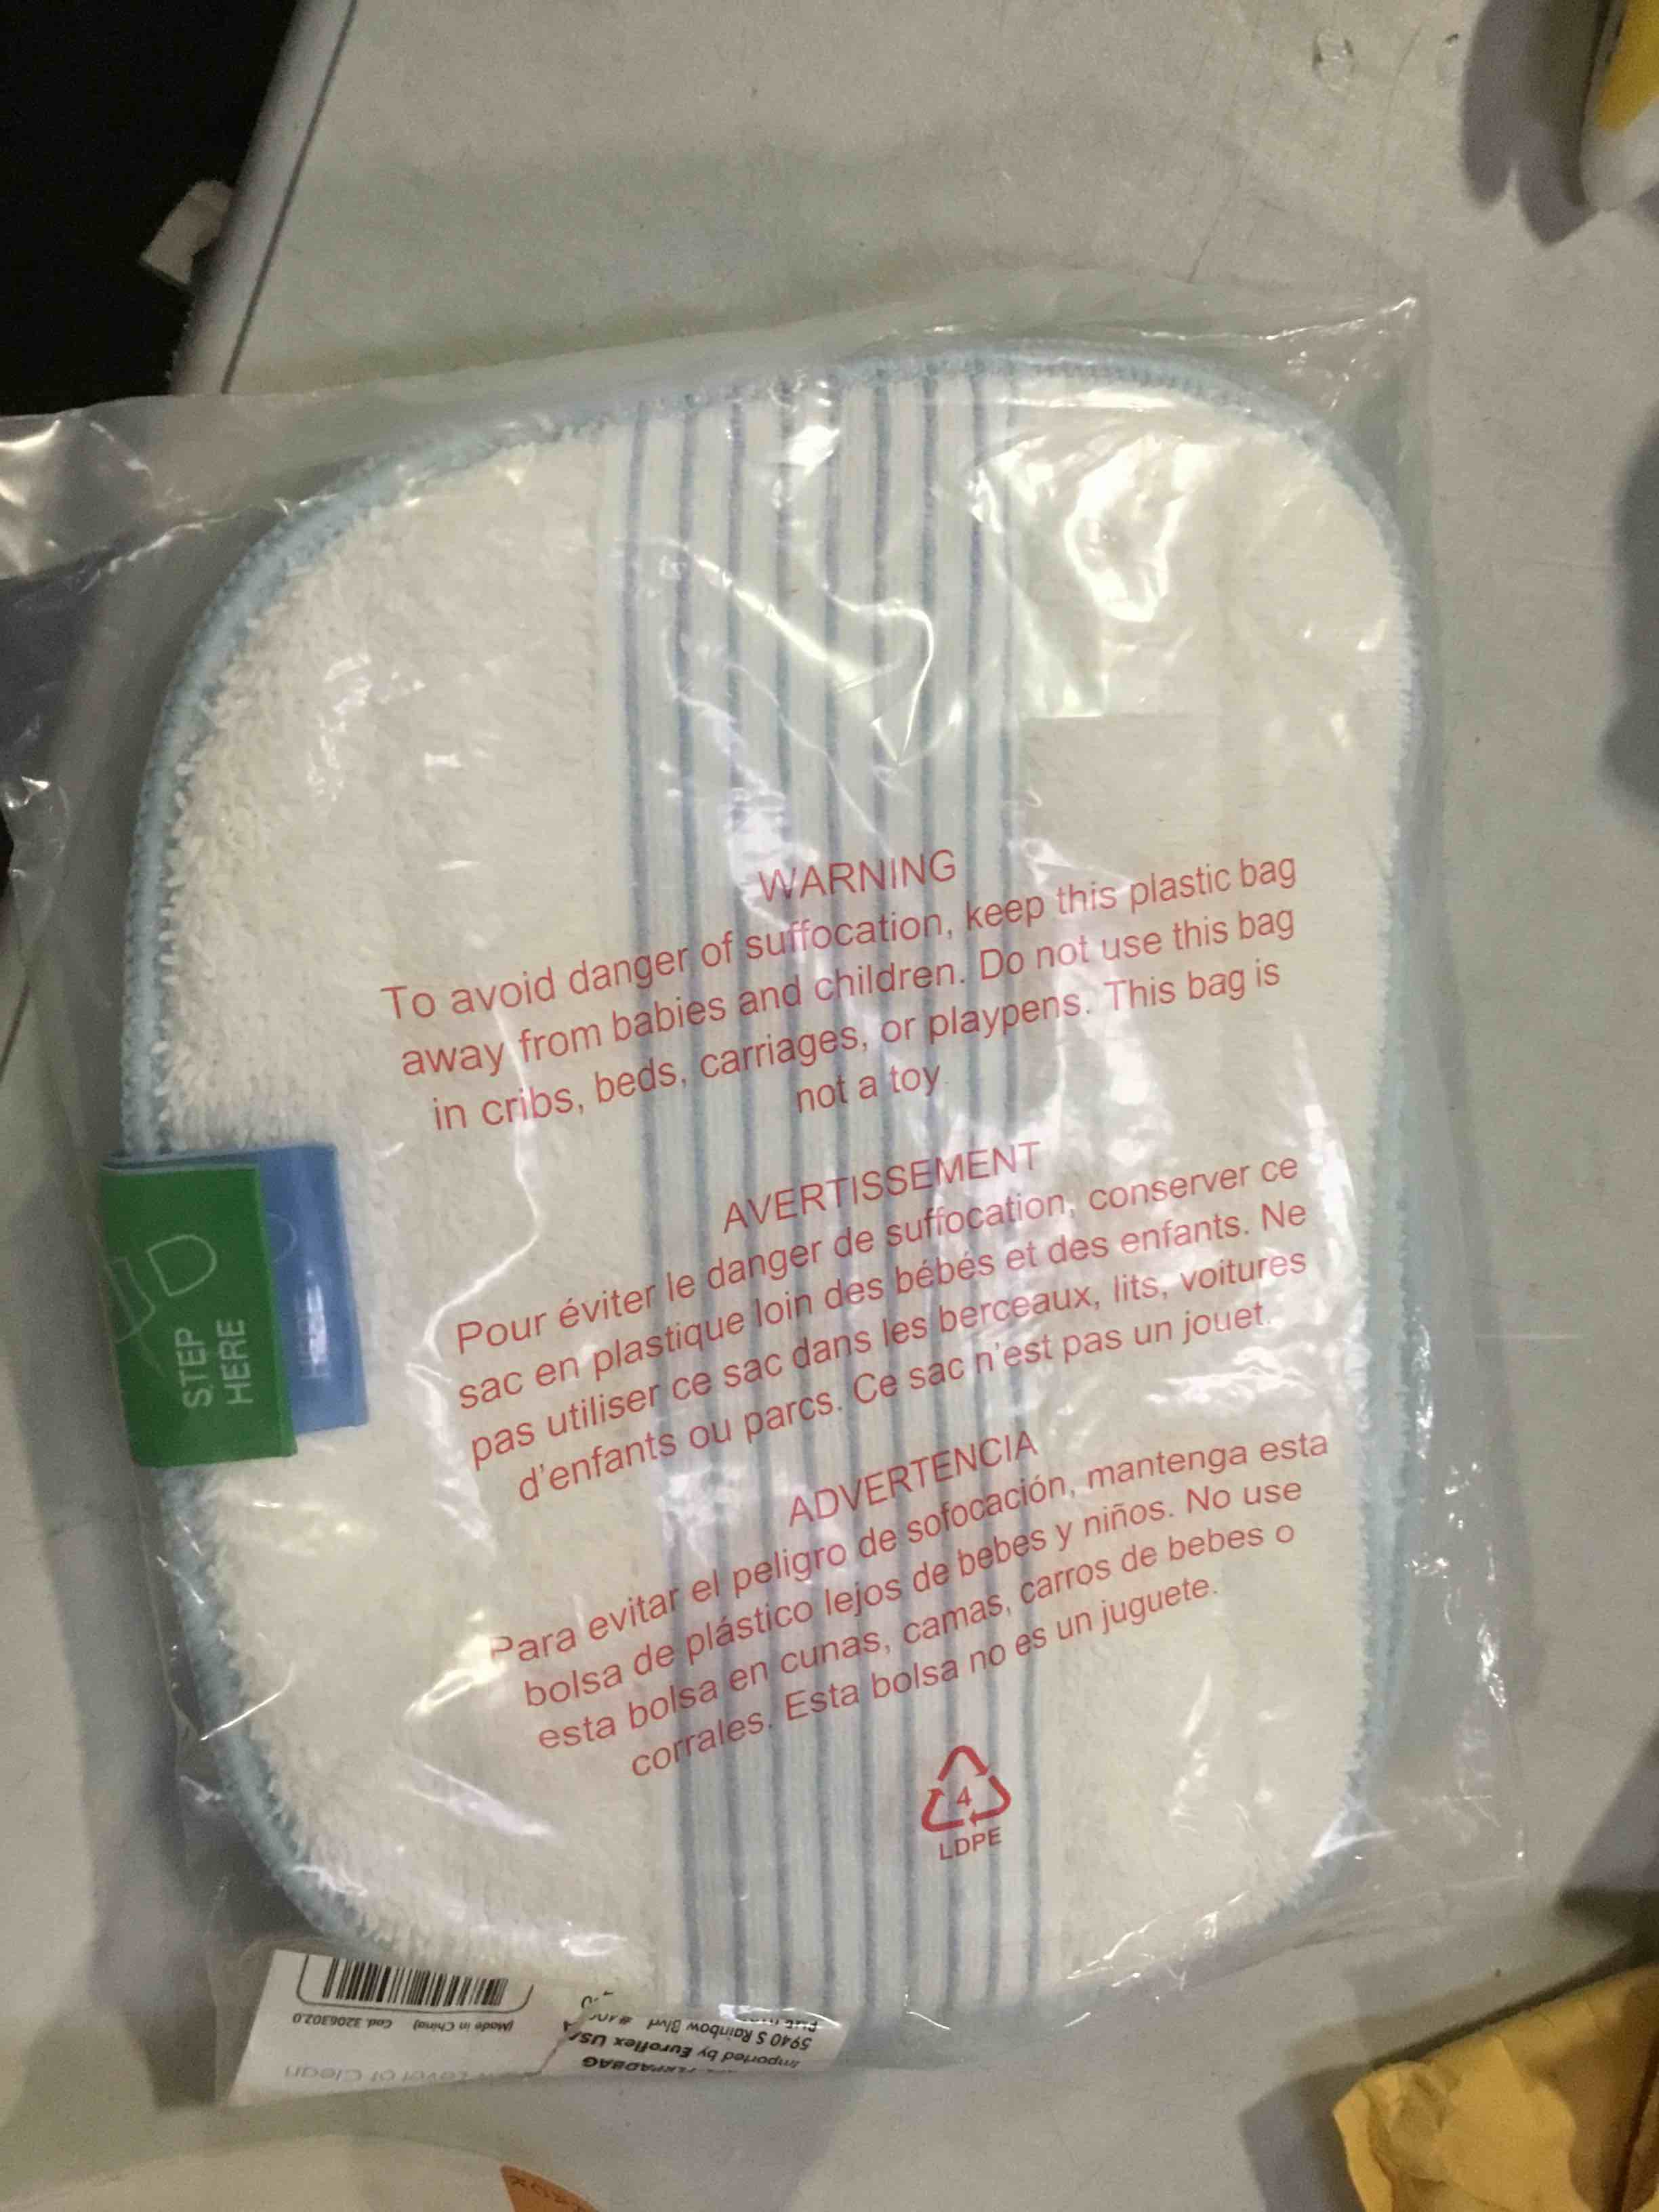 WARNING
To avoid danger of suffocation, keep this plastic bag
away from babies and children. Do not use this bag
in cribs, beds, carriages, or playpens. This bag is
not a toy
AVERTISSEMENT
Pour éviter le danger de suffocation, conserver ce
sac en plastique loin des bébés et des enfants. Ne
pas utiliser ce sac dans les berceaux, lits, voitures
d'enfants ou parcs. Ce sac n'est pas un jouet.
ADVERTENCIA
Para evitar el peligro de sofocación, mantenga esta
bolsa de plástico lejos de bebes y niños. No use
esta bolsa en cunas, camas, carros de bebes o
corrales. Esta bolsa no es un juguete.
4
LDPE
STEP
HERE
HERE
Level of Clean
(Made in China) Cod. 3206302.0
Imported by Euroflex USA
5940 S Rainbow Blvd